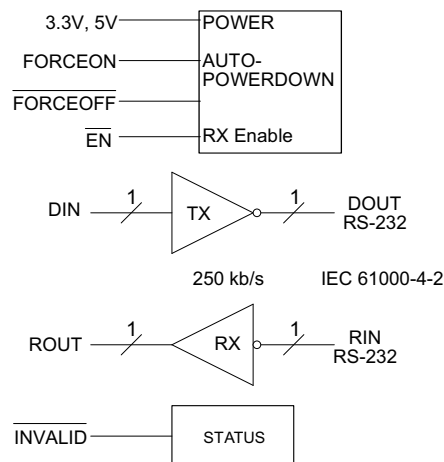 3.3V, 5V POWER
FORCEON AUTO-
POWERDOWN
FORCEOFF
EN RX Enable
DIN 1 TX 1 DOUT
RS-232
250 kb/s IEC 61000-4-2
ROUT 1 RX 1 RIN
RS-232
INVALID STATUS